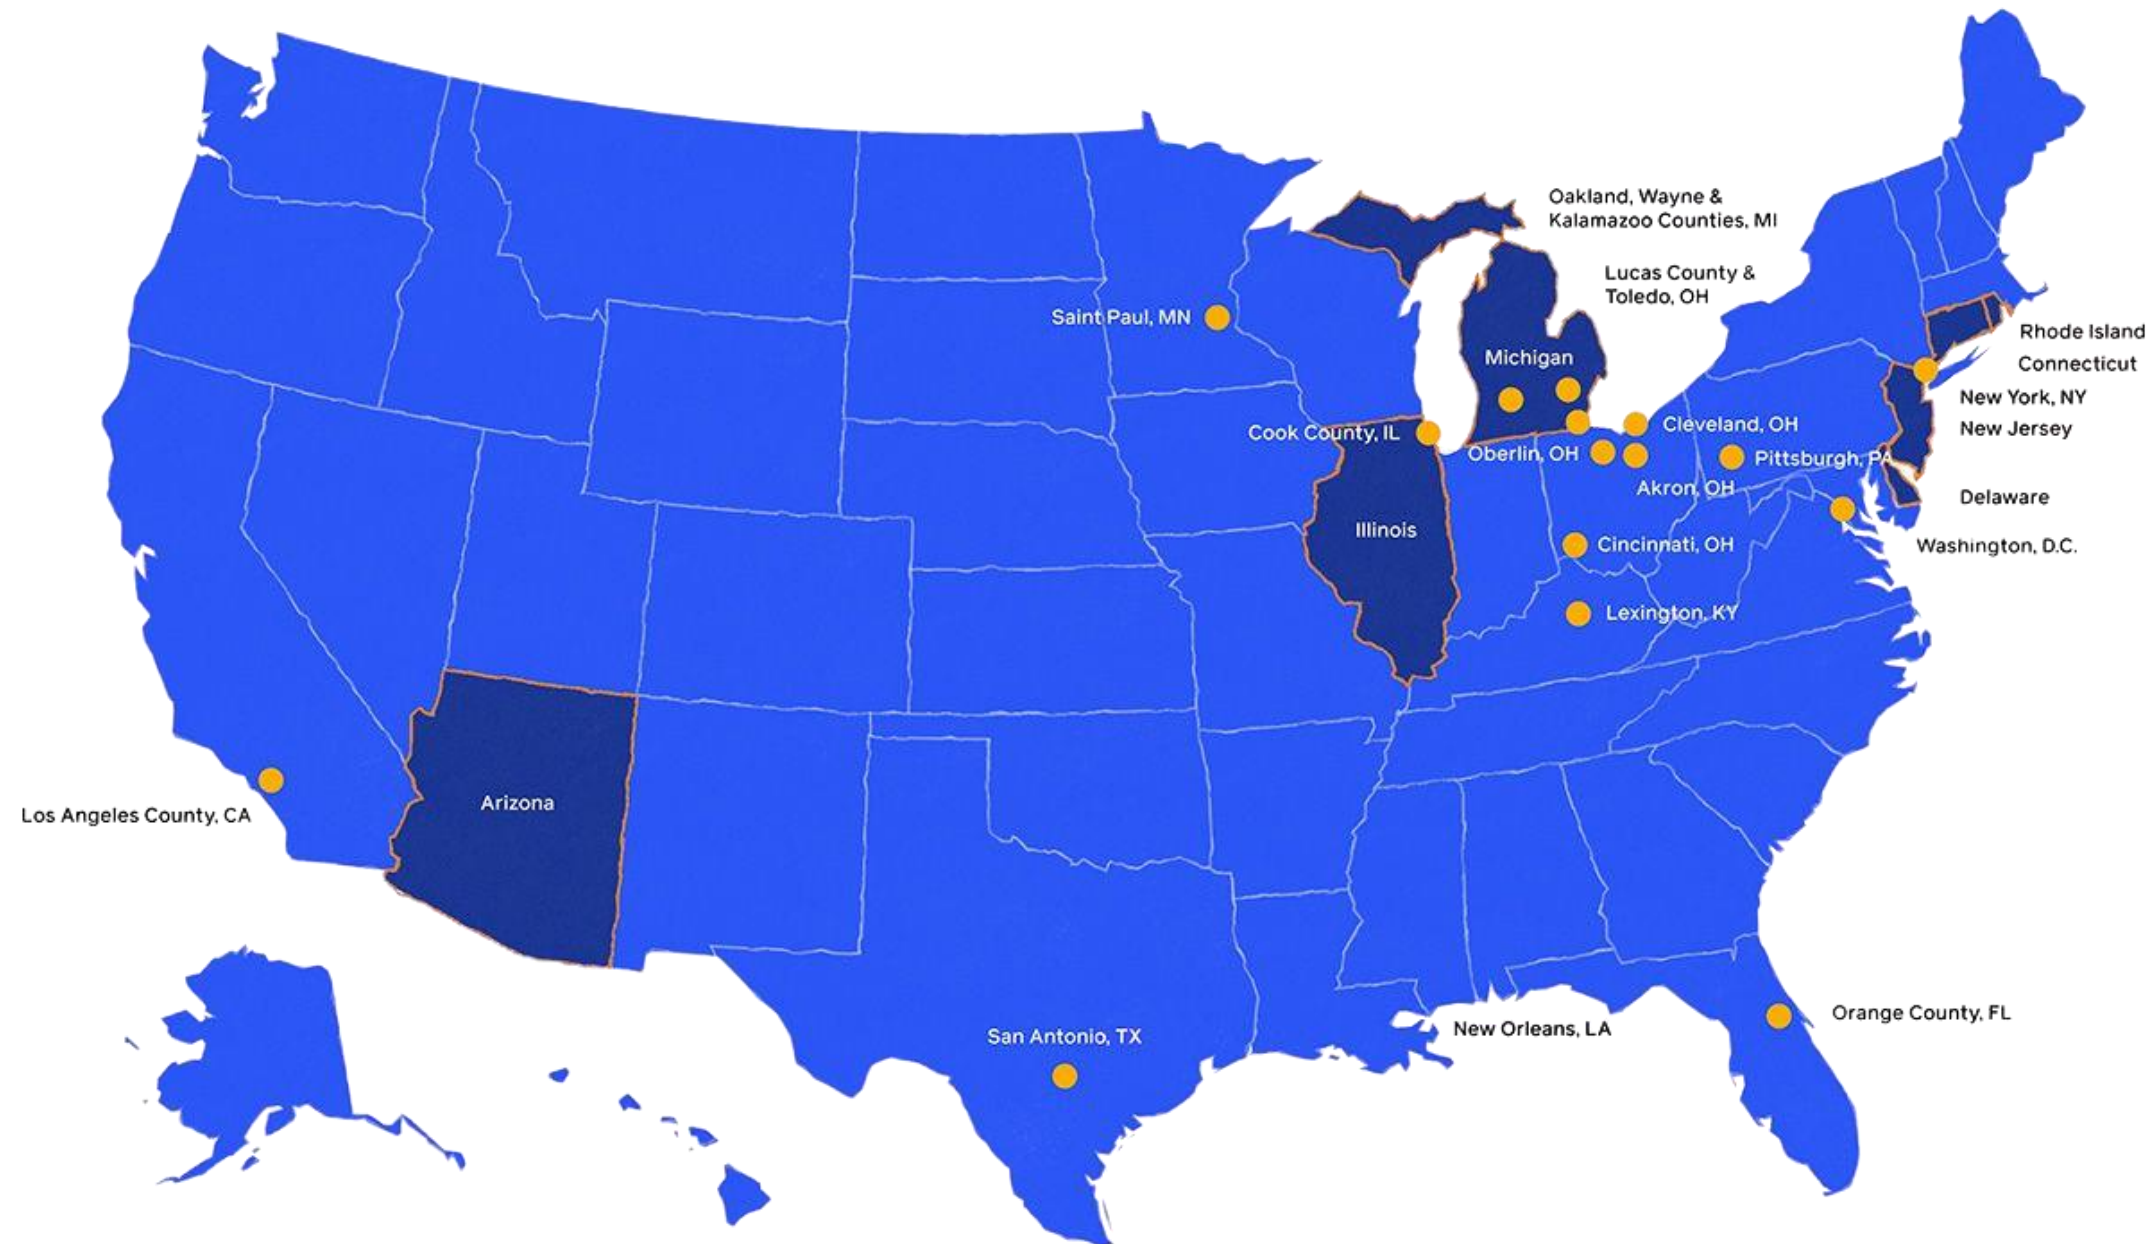 Oakland, Wayne &
Kalamazoo Counties, MI
Lucas County &
Toledo, OH
Saint Paul, MN
Rhode Island
Michigan
Connecticut
New York, NY
Cleveland, OH
New Jersey
Cook County, IL
Oberlin, OH
Pittsburgh, PA
Akron, OH
Delaware
Illinois
Cincinnati, OH
Washington, D.C.
Lexington, KY
Arizona
Los Angeles County, CA
Orange County, FL
New Orleans, LA
San Antonio, TX